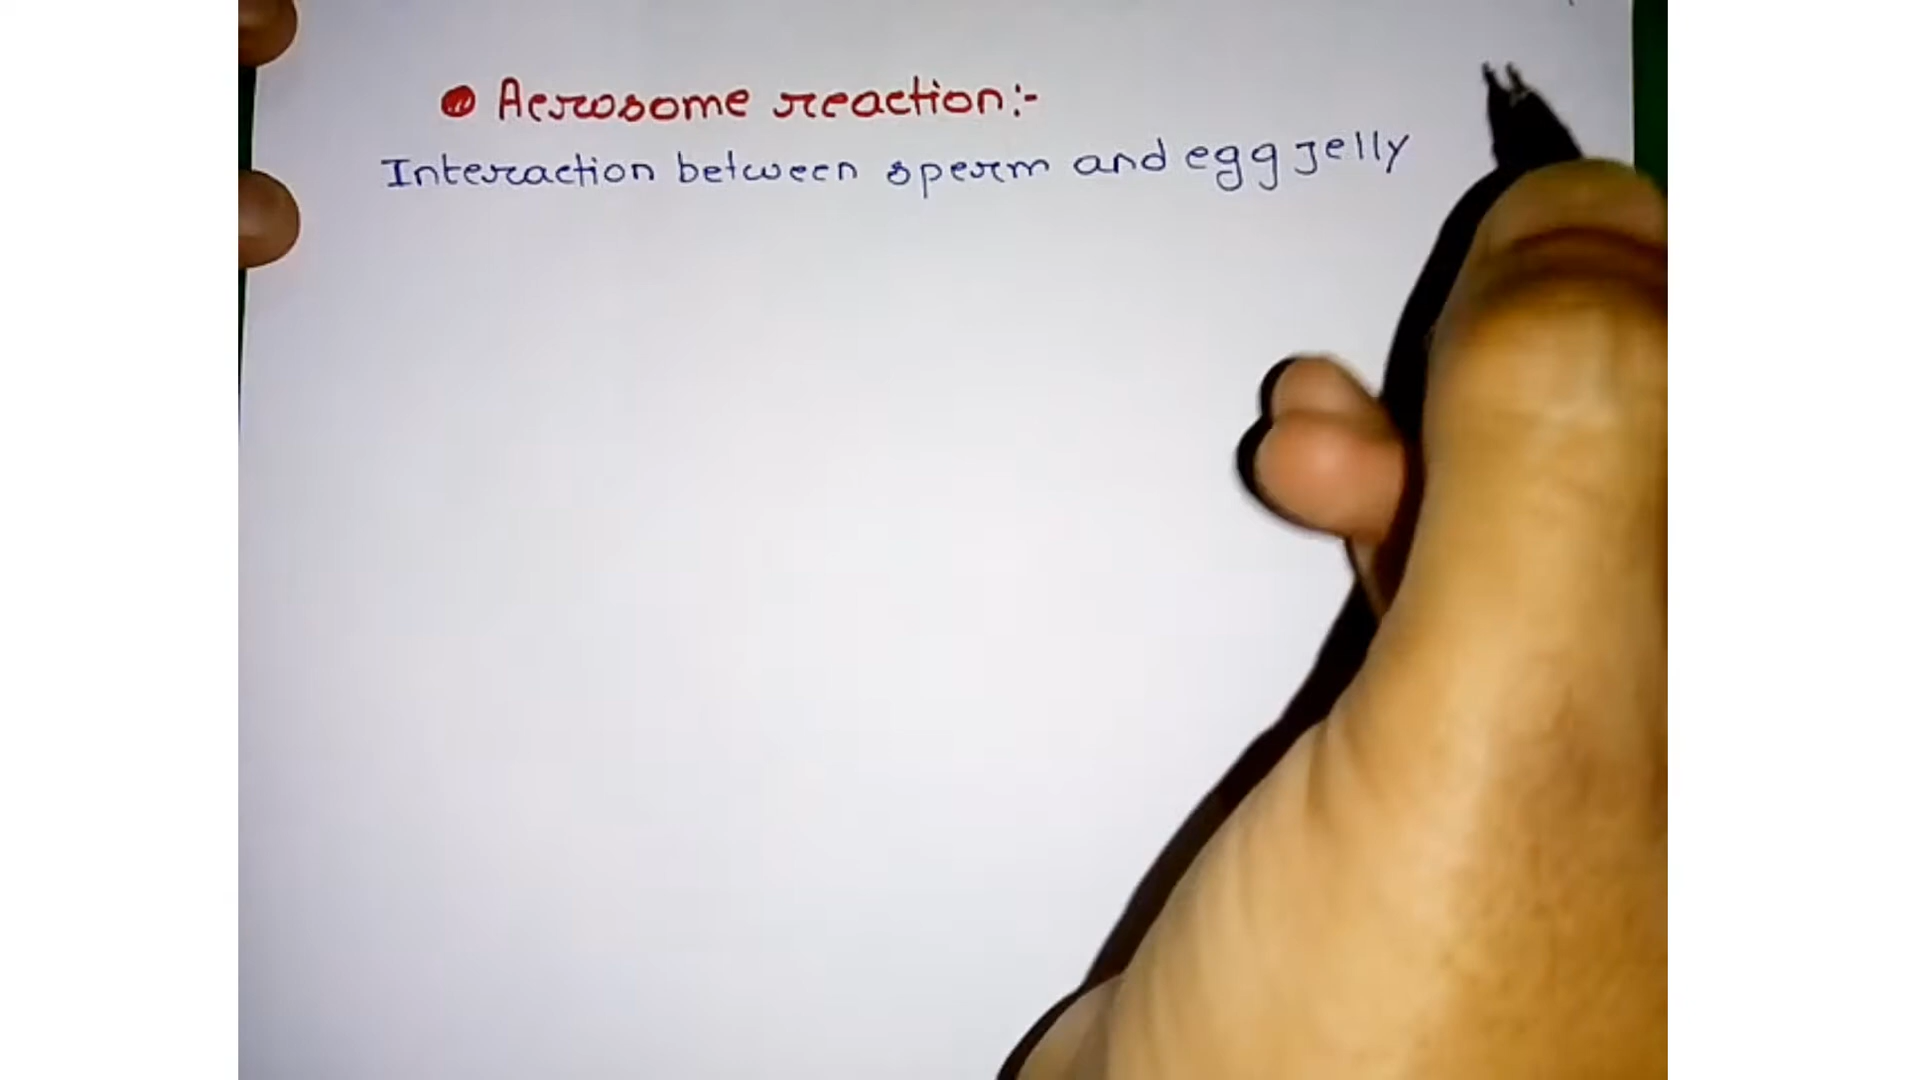 Acrosome reaction:-
Interaction between sperm and egg jelly